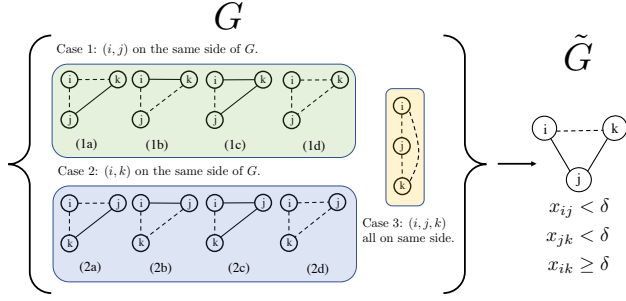 G
Case 1: (i, j) on the same side of G.
i k i k i k i k
j j j j
(1a) (1b) (1c) (1d)
Case 2: (i, k) on the same side of G.
i j i j i j i j
k k k k
(2a) (2b) (2c) (2d)
i
j
k
Case 3: (i, j, k)
all on same side.
G̃
i k
j
x_{ij} < δ
x_{jk} < δ
x_{ik} ≥ δ